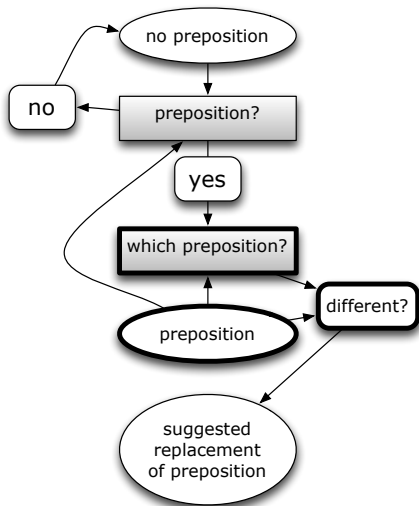 no preposition
no
preposition?
yes
which preposition?
different?
preposition
suggested
replacement
of preposition